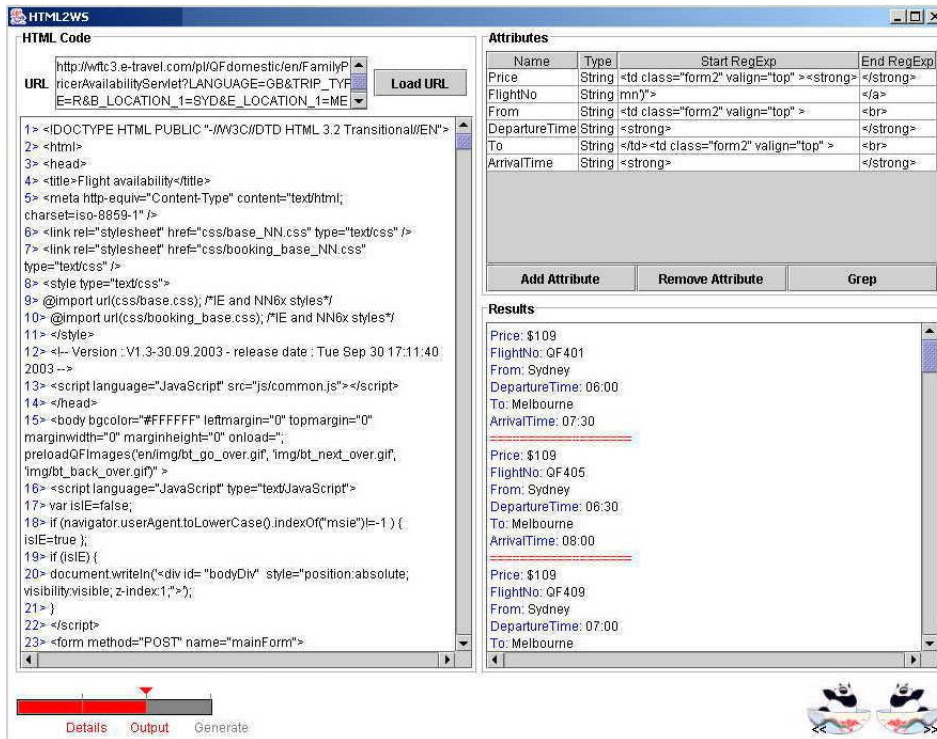 HTML2WS
HTML Code
URL
http://wftc3.e-travel.com/pl/QFdomestic/en/FamilyP
ricerAvailabilityServlet?LANGUAGE=GB&TRIP_TYP
E=R&B_LOCATION_1=SYD&E_LOCATION_1=ME
Load URL
1> <!DOCTYPE HTML PUBLIC "-//W3C//DTD HTML 3.2 Transitional//EN">
2> <html>
3> <head>
4> <title>Flight availability</title>
5> <meta http-equiv="Content-Type" content="text/html;
charset=iso-8859-1" />
6> <link rel="stylesheet" href="css/base_NN.css" type="text/css" />
7> <link rel="stylesheet" href="css/booking_base_NN.css"
type="text/css" />
8> <style type="text/css">
9> @import url(css/base.css); /*IE and NN6x styles*/
10> @import url(css/booking_base.css); /*IE and NN6x styles*/
11> </style>
12> <!-- Version : V1.3-30.09.2003 - release date : Tue Sep 30 17:11:40
2003 -->
13> <script language="JavaScript" src="js/common.js"></script>
14> </head>
15> <body bgcolor="#FFFFFF" leftmargin="0" topmargin="0"
marginwidth="0" marginheight="0" onload=";
preloadQFImages('en/img/bt_go_over.gif', 'img/bt_next_over.gif',
'img/bt_back_over.gif')" >
16> <script language="JavaScript" type="text/JavaScript">
17> var isIE=false;
18> if (navigator.userAgent.toLowerCase().indexOf("msie")!=-1 ) {
isIE=true };
19> if (isIE) {
20> document.writeln('<div id= "bodyDiv" style="position:absolute;
visibility:visible; z-index:1;">');
21> }
22> </script>
23> <form method="POST" name="mainForm">
Attributes
Name Type Start RegExp End RegExp
Price String <td class="form2" valign="top" ><strong> </strong>
FlightNo String mn')"> </a>
From String <td class="form2" valign="top" > <br>
DepartureTime String <strong> </strong>
To String </td><td class="form2" valign="top" > <br>
ArrivalTime String <strong> </strong>
Add Attribute Remove Attribute Grep
Results
Price: $109
FlightNo: QF401
From: Sydney
DepartureTime: 06:00
To: Melbourne
ArrivalTime: 07:30
====================
Price: $109
FlightNo: QF405
From: Sydney
DepartureTime: 06:30
To: Melbourne
ArrivalTime: 08:00
====================
Price: $109
FlightNo: QF409
From: Sydney
DepartureTime: 07:00
To: Melbourne
Details Output Generate
<< >>